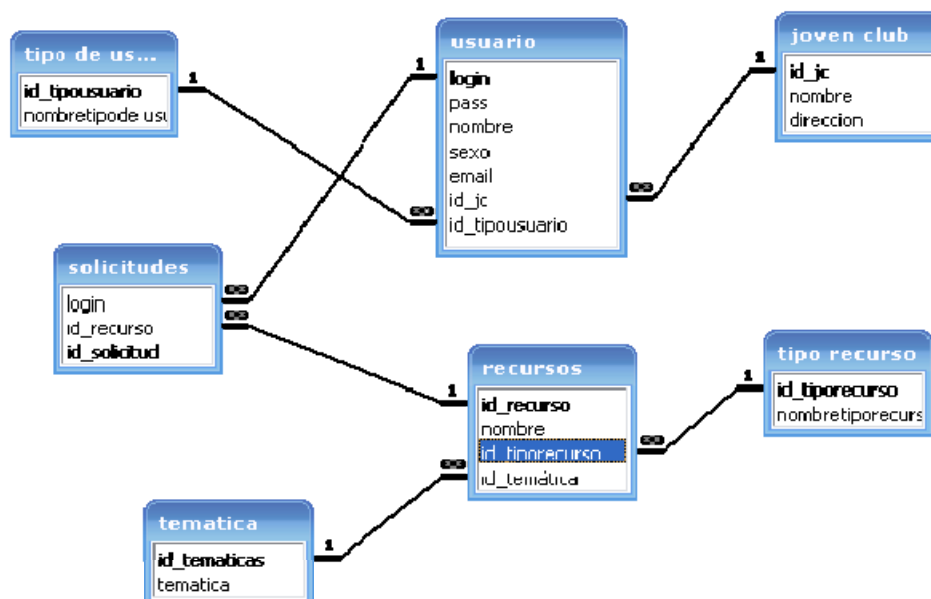 tipo de us...
id_tipousuario
nombretipode usu
usuario
login
pass
nombre
sexo
email
id_jc
id_tipousuario
joven club
id_jc
nombre
direccion
1
1
1
∞
∞
solicitudes
login
id_recurso
id_solicitud
∞
∞
recursos
id_recurso
nombre
id_tiporecurso
id_temática
1
∞
∞
tipo recurso
id_tiporecurso
nombretiporecurs
1
tematica
id_tematicas
tematica
1